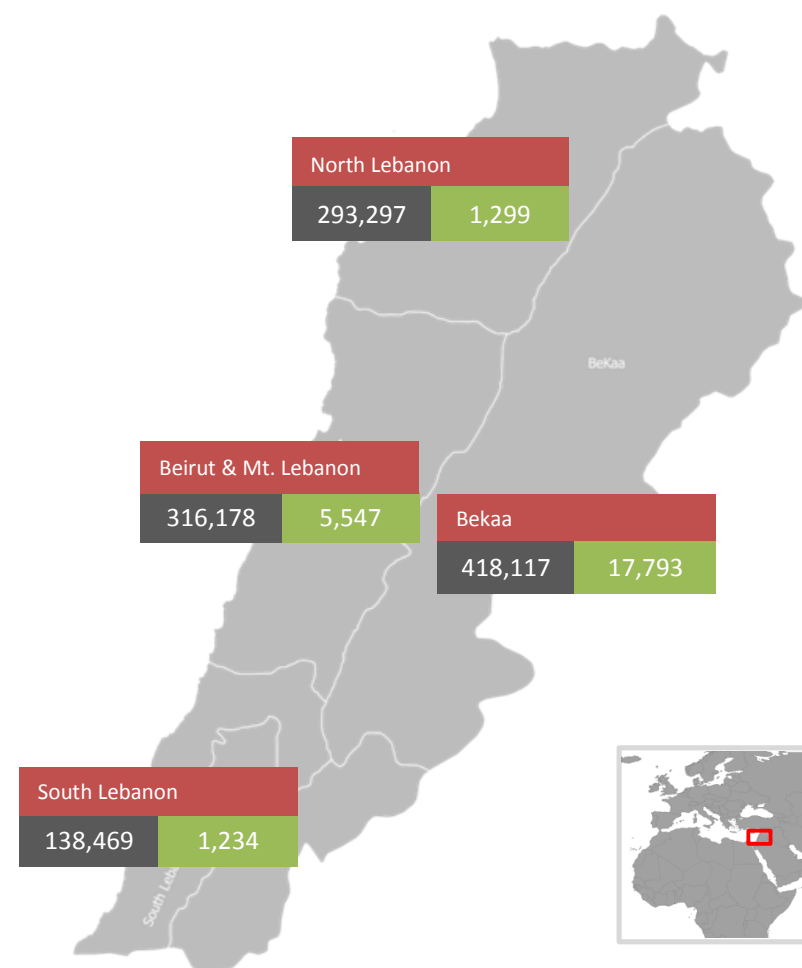 North Lebanon
293,297 1,299
BeKaa
Beirut & Mt. Lebanon
316,178 5,547
Bekaa
418,117 17,793
South Lebanon
138,469 1,234